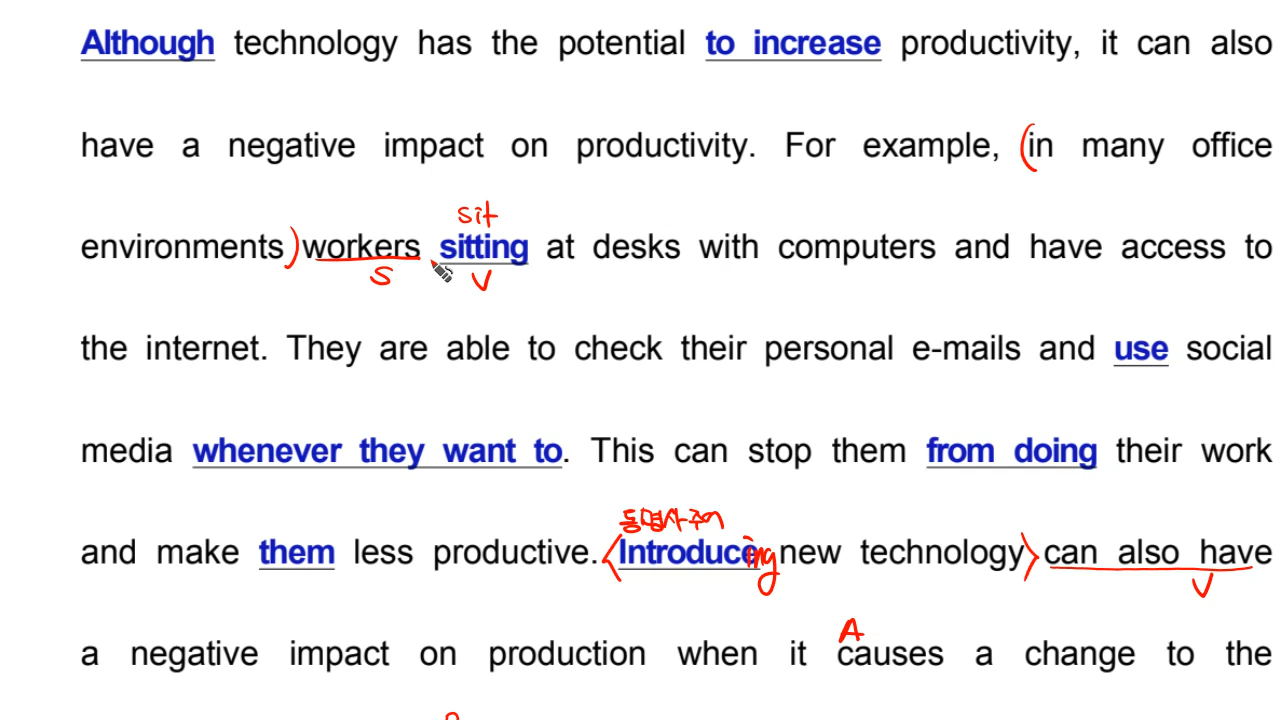 Although technology has the potential to increase productivity, it can also
have a negative impact on productivity. For example, (in many office
sit
environments) workers sitting at desks with computers and have access to
S V
the internet. They are able to check their personal e-mails and use social
media whenever they want to. This can stop them from doing their work
동명사주어
and make them less productive. <Introduceing new technology> can also have
V
A
a negative impact on production when it causes a change to the